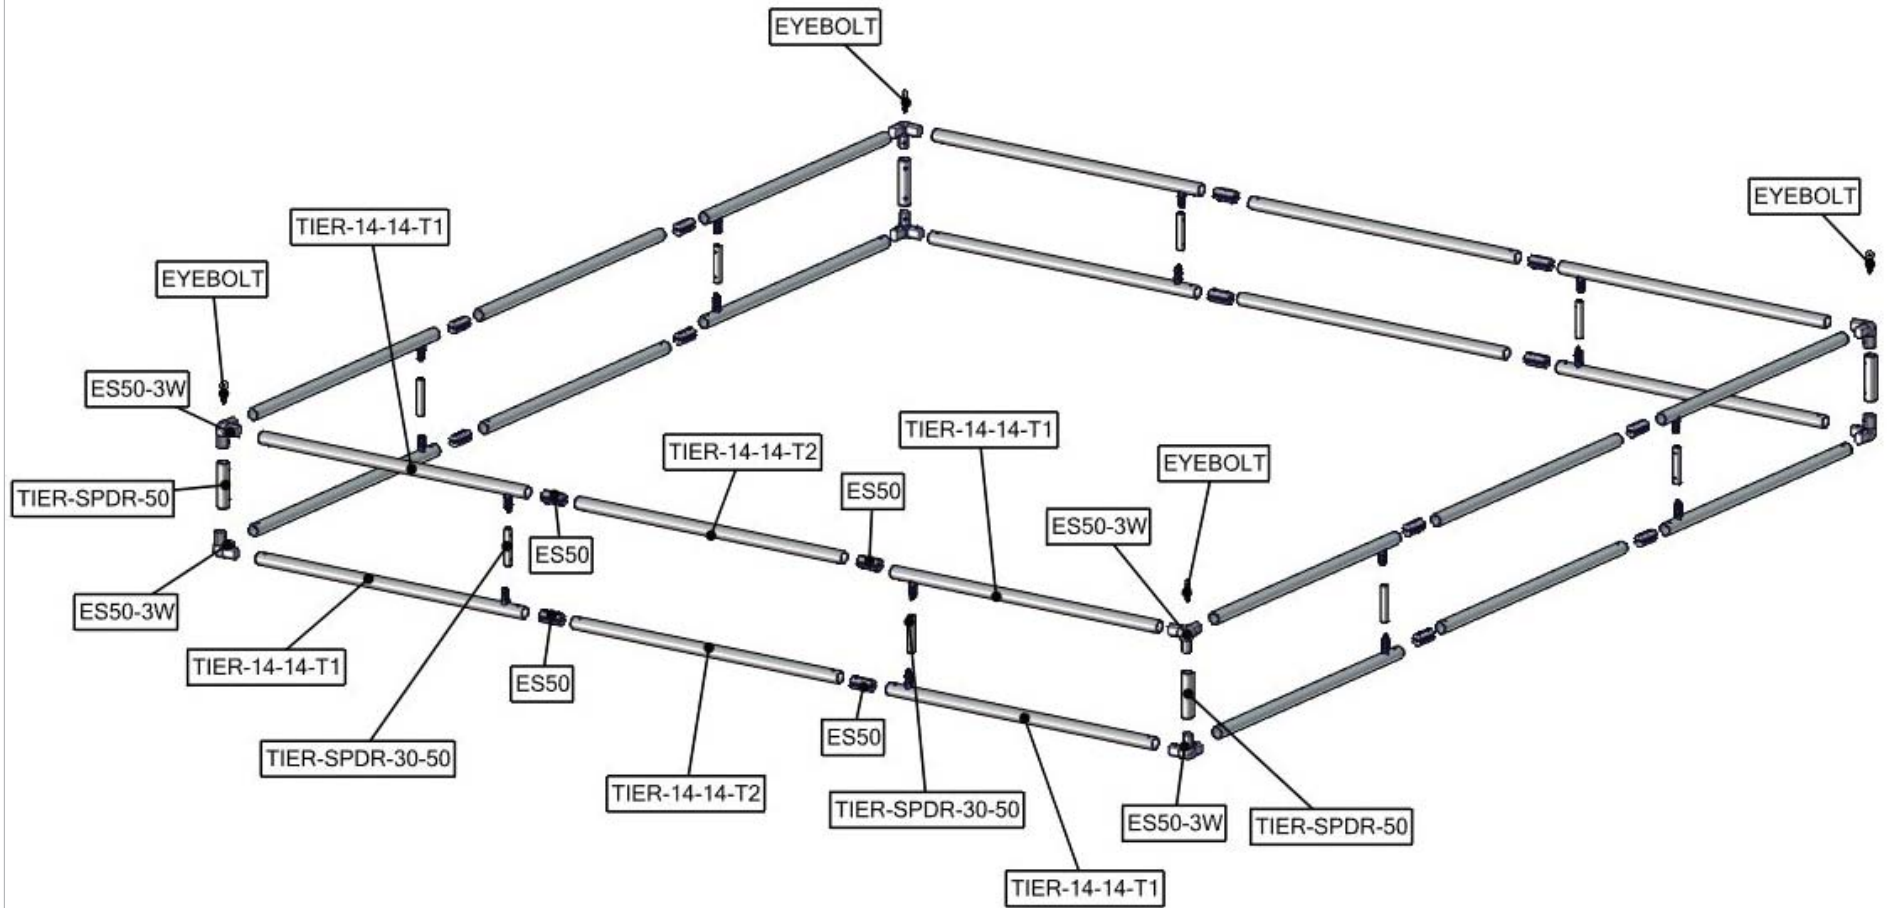 EYEBOLT
EYEBOLT
TIER-14-14-T1
EYEBOLT
ES50-3W
TIER-14-14-T1
TIER-14-14-T2
EYEBOLT
ES50
TIER-SPDR-50
ES50-3W
ES50
ES50-3W
TIER-14-14-T1
ES50
ES50
TIER-SPDR-30-50
TIER-14-14-T2
TIER-SPDR-30-50
ES50-3W
TIER-SPDR-50
TIER-14-14-T1